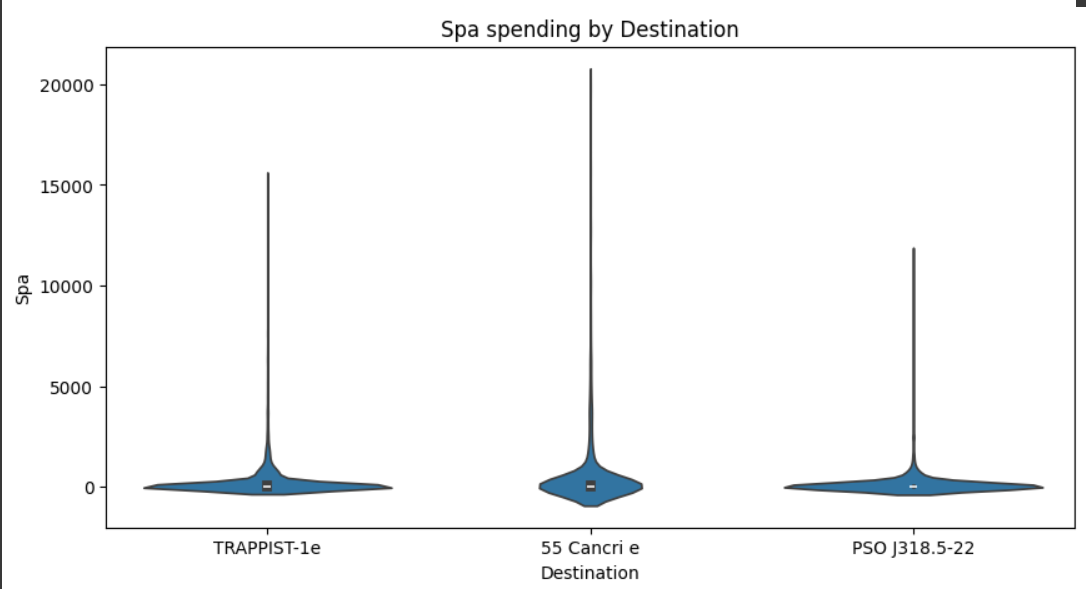 Spa spending by Destination
20000
15000
10000
5000
0
Spa
TRAPPIST-1e
55 Cancri e
PSO J318.5-22
Destination